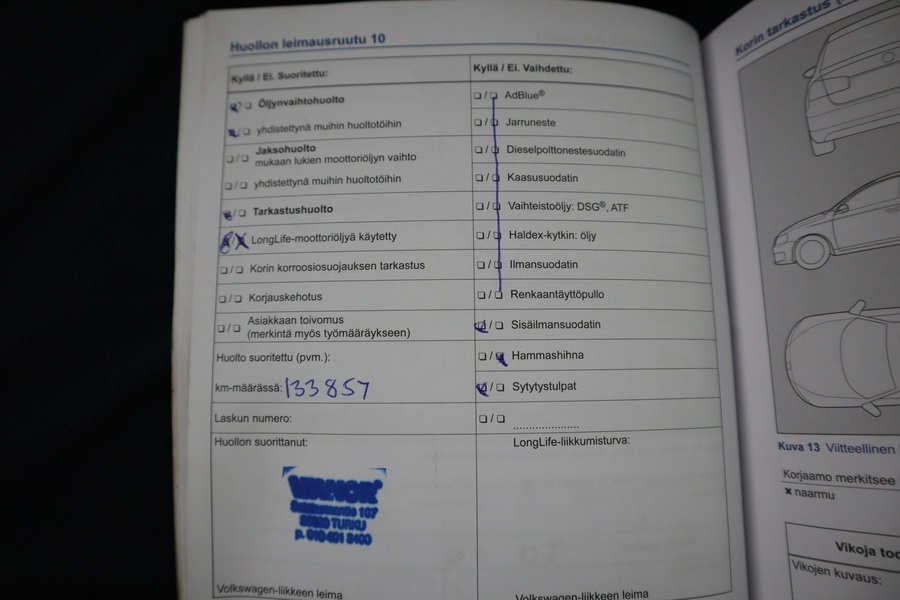 Huollon leimausruutu 10
Kyllä / Ei. Suoritettu:
Öljynvaihtohuolto
yhdistettynä muihin huoltotöihin
Jaksohuolto
mukaan lukien moottoriöljyn vaihto
yhdistettynä muihin huoltotöihin
Tarkastushuolto
LongLife-moottoriöljyä käytetty
Korin korroosiosuojauksen tarkastus
Korjauskehotus
Asiakkaan toivomus
(merkintä myös työmääräykseen)
Huolto suoritettu (pvm.):
km-määrässä: 133857
Laskun numero:
Huollon suorittanut:
107
TURKU
p. 010 401 3400
Volkswagen-liikkeen leima
Kyllä / Ei. Vaihdettu:
AdBlue®
Jarruneste
Dieselpolttonestesuodatin
Kaasusuodatin
Vaihteistoöljy: DSG®, ATF
Haldex-kytkin: öljy
Ilmansuodatin
Renkaantäyttöpullo
Sisäilmansuodatin
Hammashihna
Sytytystulpat
LongLife-liikkumisturva:
Volkswagen-liikkeen leima
Korin tarkastus
Kuva 13 Viitteellinen
Korjaamo merkitsee
x naarmu
Vikoja
Vikojen kuvaus: